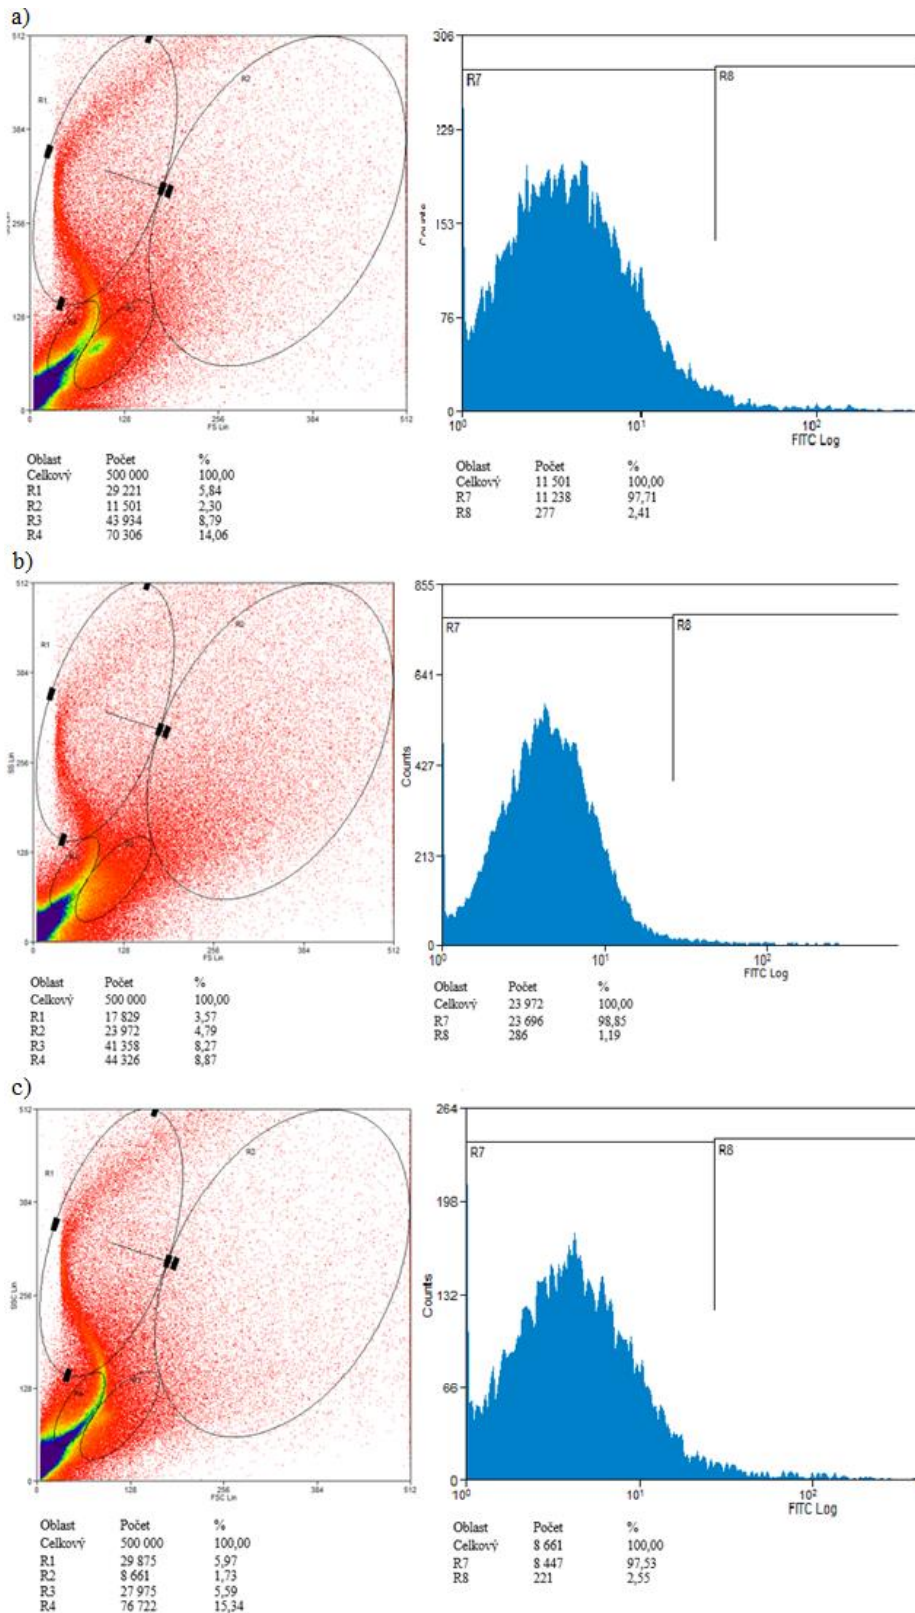 a)
512
384
256
128
0
R1
R2
0 128 256 384 512
FS Lin
306
229
153
76
0
Counts
R7
R8
10⁰ 10¹ 10²
FITC Log
Oblast Počet %
Celkový 500 000 100,00
R1 29 221 5,84
R2 11 501 2,30
R3 43 934 8,79
R4 70 306 14,06
Oblast Počet %
Celkový 11 501 100,00
R7 11 238 97,71
R8 277 2,41
b)
512
384
256
128
0
SS Lin
R1
R2
0 128 256 384 512
FS Lin
855
641
427
213
0
Counts
R7
R8
10⁰ 10¹ 10²
FITC Log
Oblast Počet %
Celkový 500 000 100,00
R1 17 829 3,57
R2 23 972 4,79
R3 41 358 8,27
R4 44 326 8,87
Oblast Počet %
Celkový 23 972 100,00
R7 23 696 98,85
R8 286 1,19
c)
512
384
256
128
0
SSC Lin
R1
R2
0 128 256 384 512
FSC Lin
264
198
132
66
0
Counts
R7
R8
10⁰ 10¹ 10²
FITC Log
Oblast Počet %
Celkový 500 000 100,00
R1 29 875 5,97
R2 8 661 1,73
R3 27 975 5,59
R4 76 722 15,34
Oblast Počet %
Celkový 8 661 100,00
R7 8 447 97,53
R8 221 2,55